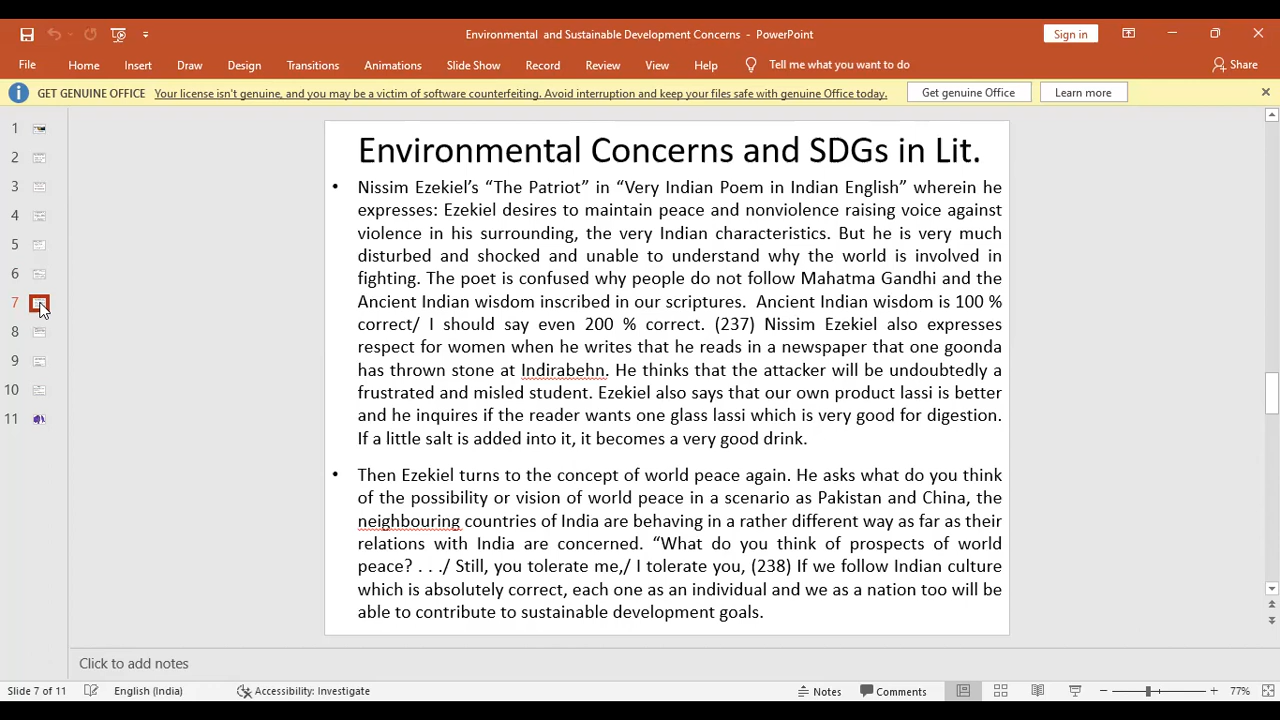 Environmental  and Sustainable Development Concerns  -  PowerPoint
Sign in
File Home Insert Draw Design Transitions Animations Slide Show Record Review View Help Tell me what you want to do Share
GET GENUINE OFFICE Your license isn't genuine, and you may be a victim of software counterfeiting. Avoid interruption and keep your files safe with genuine Office today. Get genuine Office Learn more
1
2
3
4
5
6
7
8
9
10
11
Environmental Concerns and SDGs in Lit.
• Nissim Ezekiel's “The Patriot” in “Very Indian Poem in Indian English” wherein he
expresses: Ezekiel desires to maintain peace and nonviolence raising voice against
violence in his surrounding, the very Indian characteristics. But he is very much
disturbed and shocked and unable to understand why the world is involved in
fighting. The poet is confused why people do not follow Mahatma Gandhi and the
Ancient Indian wisdom inscribed in our scriptures.  Ancient Indian wisdom is 100 %
correct/ I should say even 200 % correct. (237) Nissim Ezekiel also expresses
respect for women when he writes that he reads in a newspaper that one goonda
has thrown stone at Indirabehn. He thinks that the attacker will be undoubtedly a
frustrated and misled student. Ezekiel also says that our own product lassi is better
and he inquires if the reader wants one glass lassi which is very good for digestion.
If a little salt is added into it, it becomes a very good drink.
• Then Ezekiel turns to the concept of world peace again. He asks what do you think
of the possibility or vision of world peace in a scenario as Pakistan and China, the
neighbouring countries of India are behaving in a rather different way as far as their
relations with India are concerned. “What do you think of prospects of world
peace? . . ./ Still, you tolerate me,/ I tolerate you, (238) If we follow Indian culture
which is absolutely correct, each one as an individual and we as a nation too will be
able to contribute to sustainable development goals.
Click to add notes
Slide 7 of 11 English (India) Accessibility: Investigate Notes Comments 77%